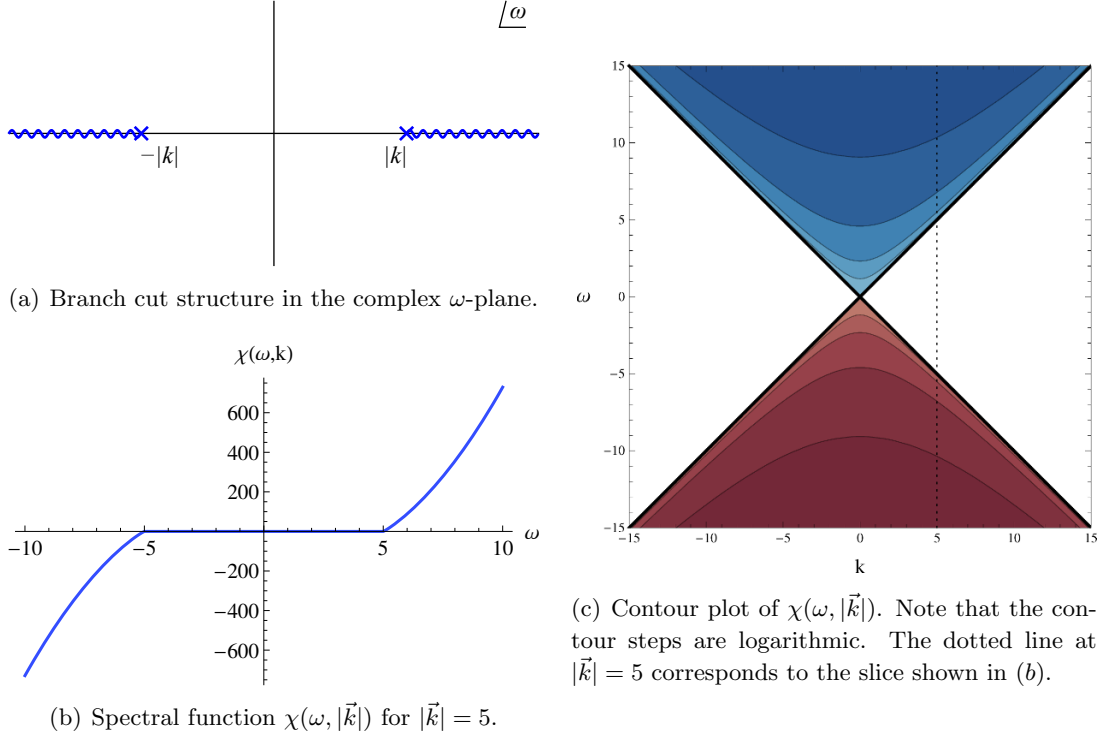 ω
−|k|
|k|
(a) Branch cut structure in the complex ω-plane.
χ(ω,k)
600
400
200
−10
−5
5
10
ω
−200
−400
−600
(b) Spectral function χ(ω, |k⃗|) for |k⃗| = 5.
15
10
5
ω
0
−5
−10
−15
−15
−10
−5
0
5
10
15
k
(c) Contour plot of χ(ω, |k⃗|). Note that the con-
tour steps are logarithmic. The dotted line at
|k⃗| = 5 corresponds to the slice shown in (b).